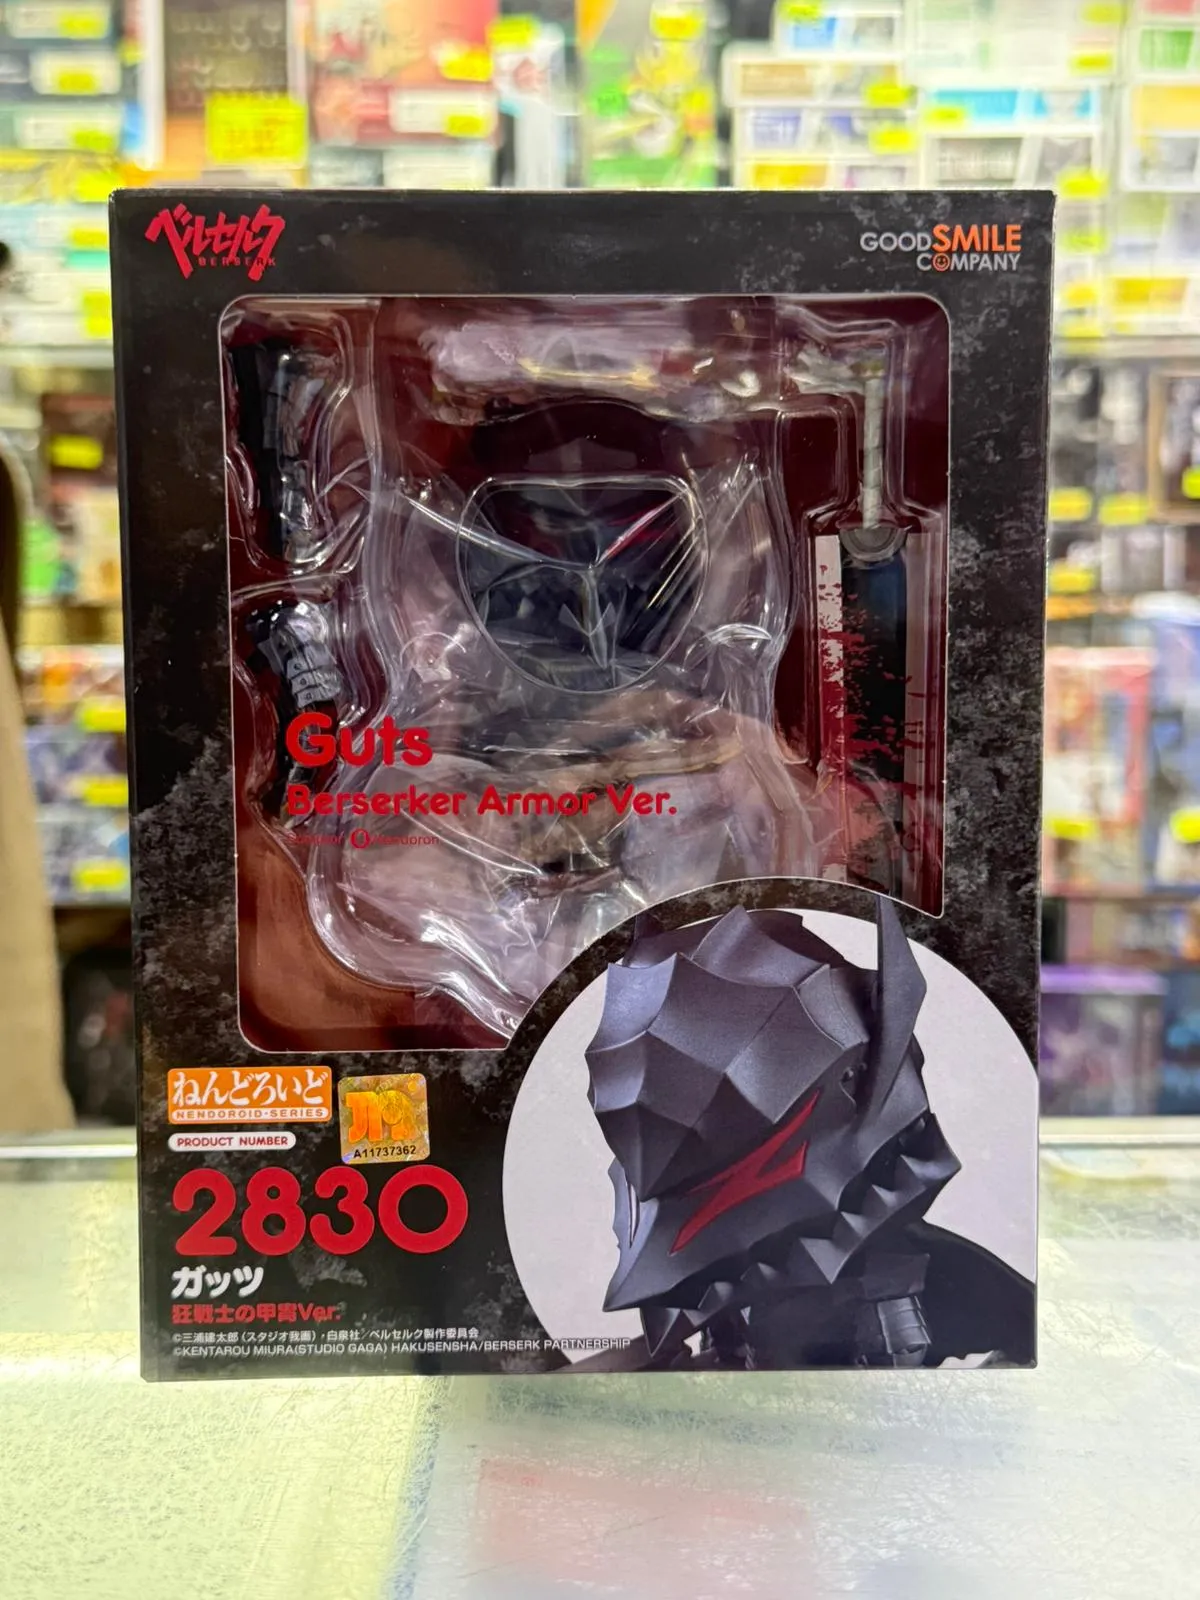 ベルセルク
BERSERK
GOOD SMILE
COMPANY
Guts
Berserker Armor Ver.
Nendoron
ねんどろいど
NENDOROID·SERIES
PRODUCT NUMBER
A11737362
2830
ガッツ
狂戦士の甲冑Ver.
©三浦建太郎(スタジオ我画)・白泉社/ベルセルク製作委員会
©KENTAROU MIURA(STUDIO GAGA) HAKUSENSHA/BERSERK PARTNERSHIP